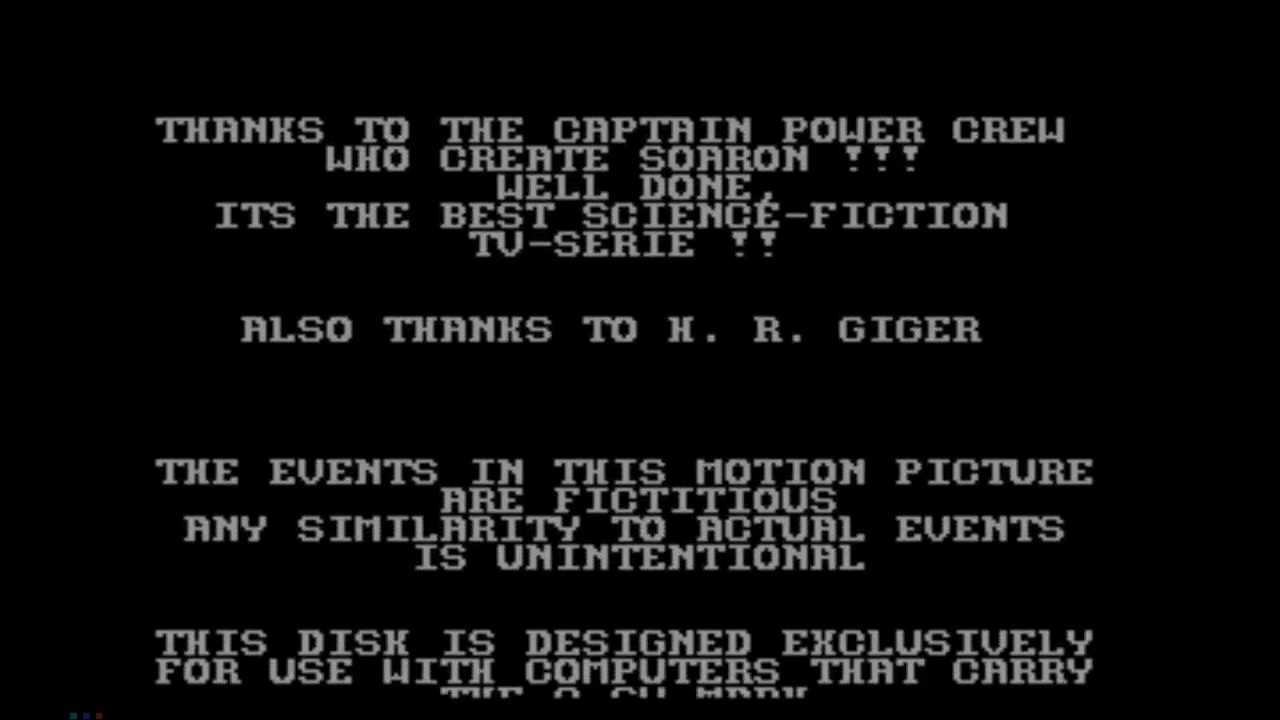 THANKS TO THE CAPTAIN POWER CREW
WHO CREATE SOARON !!!
WELL DONE,
ITS THE BEST SCIENCE-FICTION
TV-SERIE !!
ALSO THANKS TO H. R. GIGER
THE EVENTS IN THIS MOTION PICTURE
ARE FICTITIOUS
ANY SIMILARITY TO ACTUAL EVENTS
IS UNINTENTIONAL
THIS DISK IS DESIGNED EXCLUSIVELY
FOR USE WITH COMPUTERS THAT CARRY